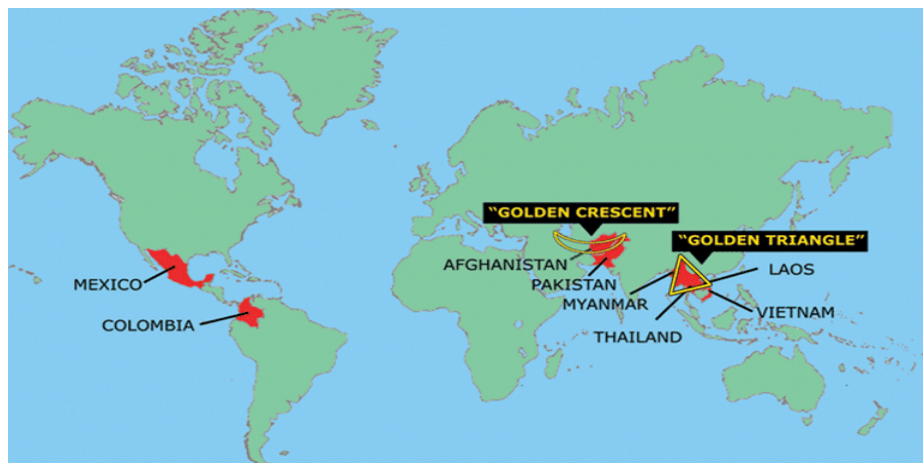 “GOLDEN CRESCENT”
“GOLDEN TRIANGLE”
AFGHANISTAN
LAOS
MEXICO
PAKISTAN
MYANMAR
VIETNAM
COLOMBIA
THAILAND